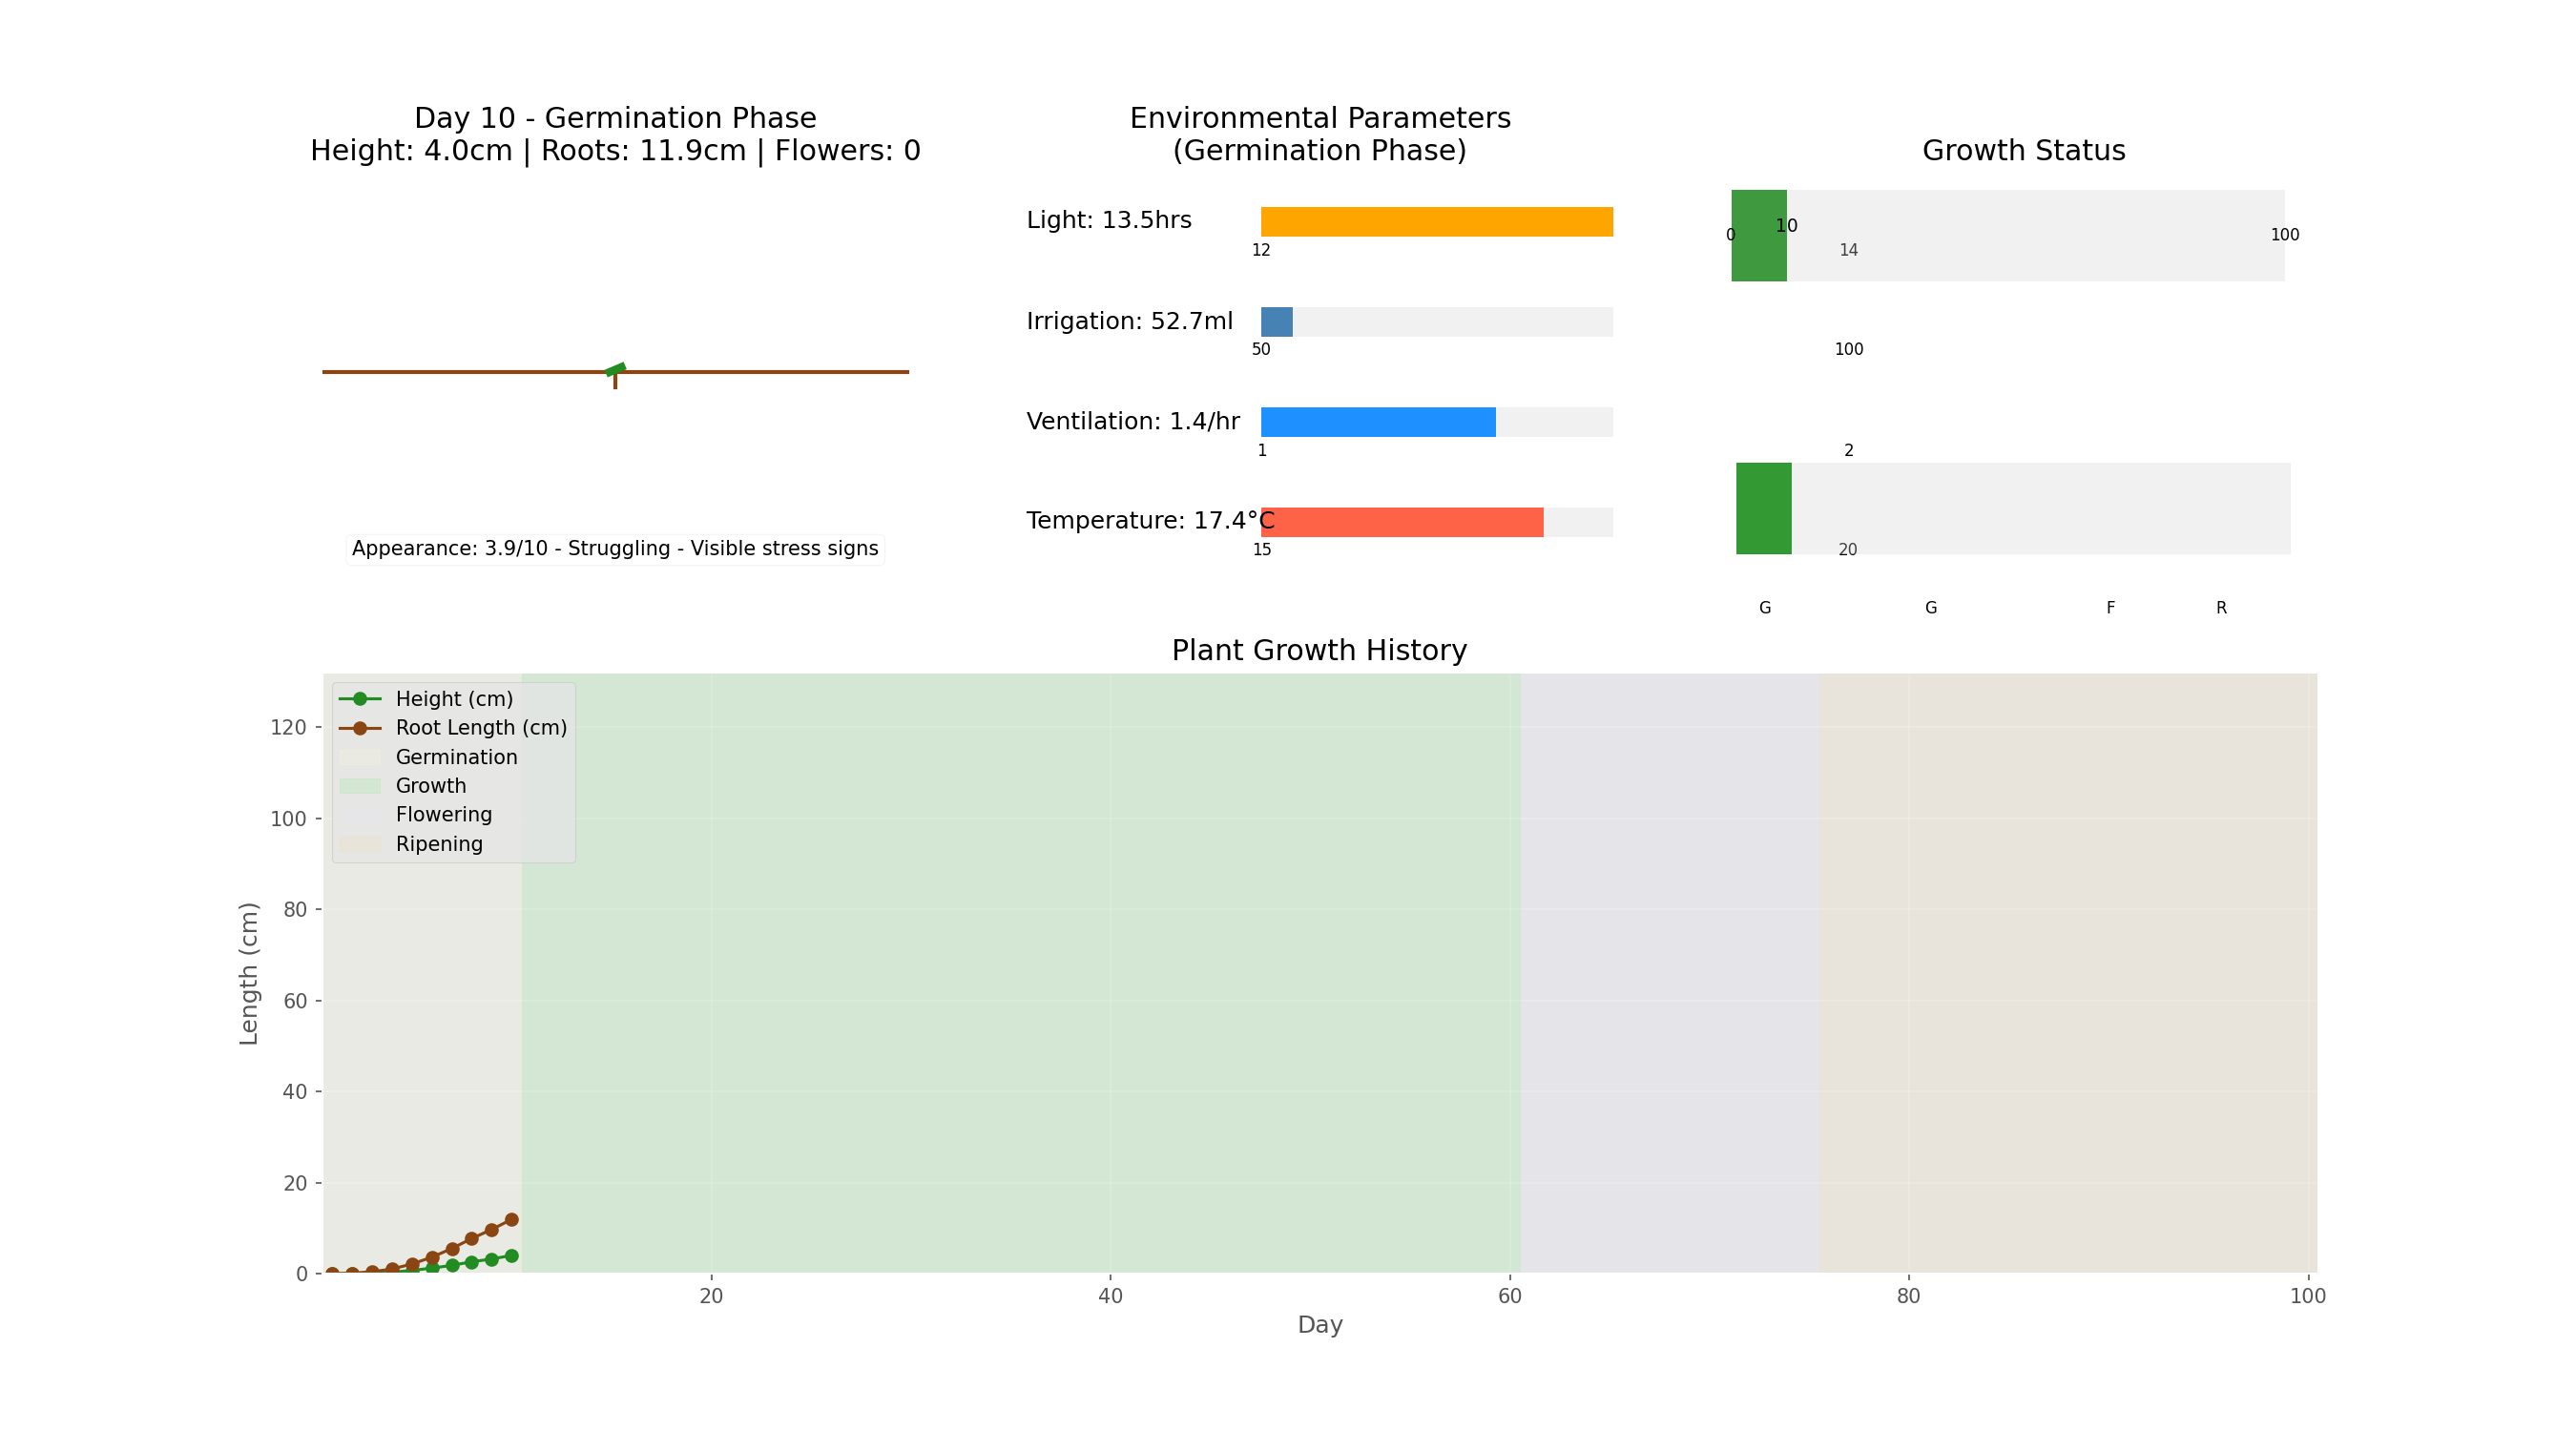 Day 10 - Germination Phase
Height: 4.0cm | Roots: 11.9cm | Flowers: 0
Appearance: 3.9/10 - Struggling - Visible stress signs
Environmental Parameters
(Germination Phase)
Light: 13.5hrs
12
14
Irrigation: 52.7ml
50
100
Ventilation: 1.4/hr
1
2
Temperature: 17.4°C
15
20
Growth Status
0
10
100
G G F R
Plant Growth History
Height (cm)
Root Length (cm)
Germination
Growth
Flowering
Ripening
Length (cm)
120
100
80
60
40
20
0
20 40 60 80 100
Day